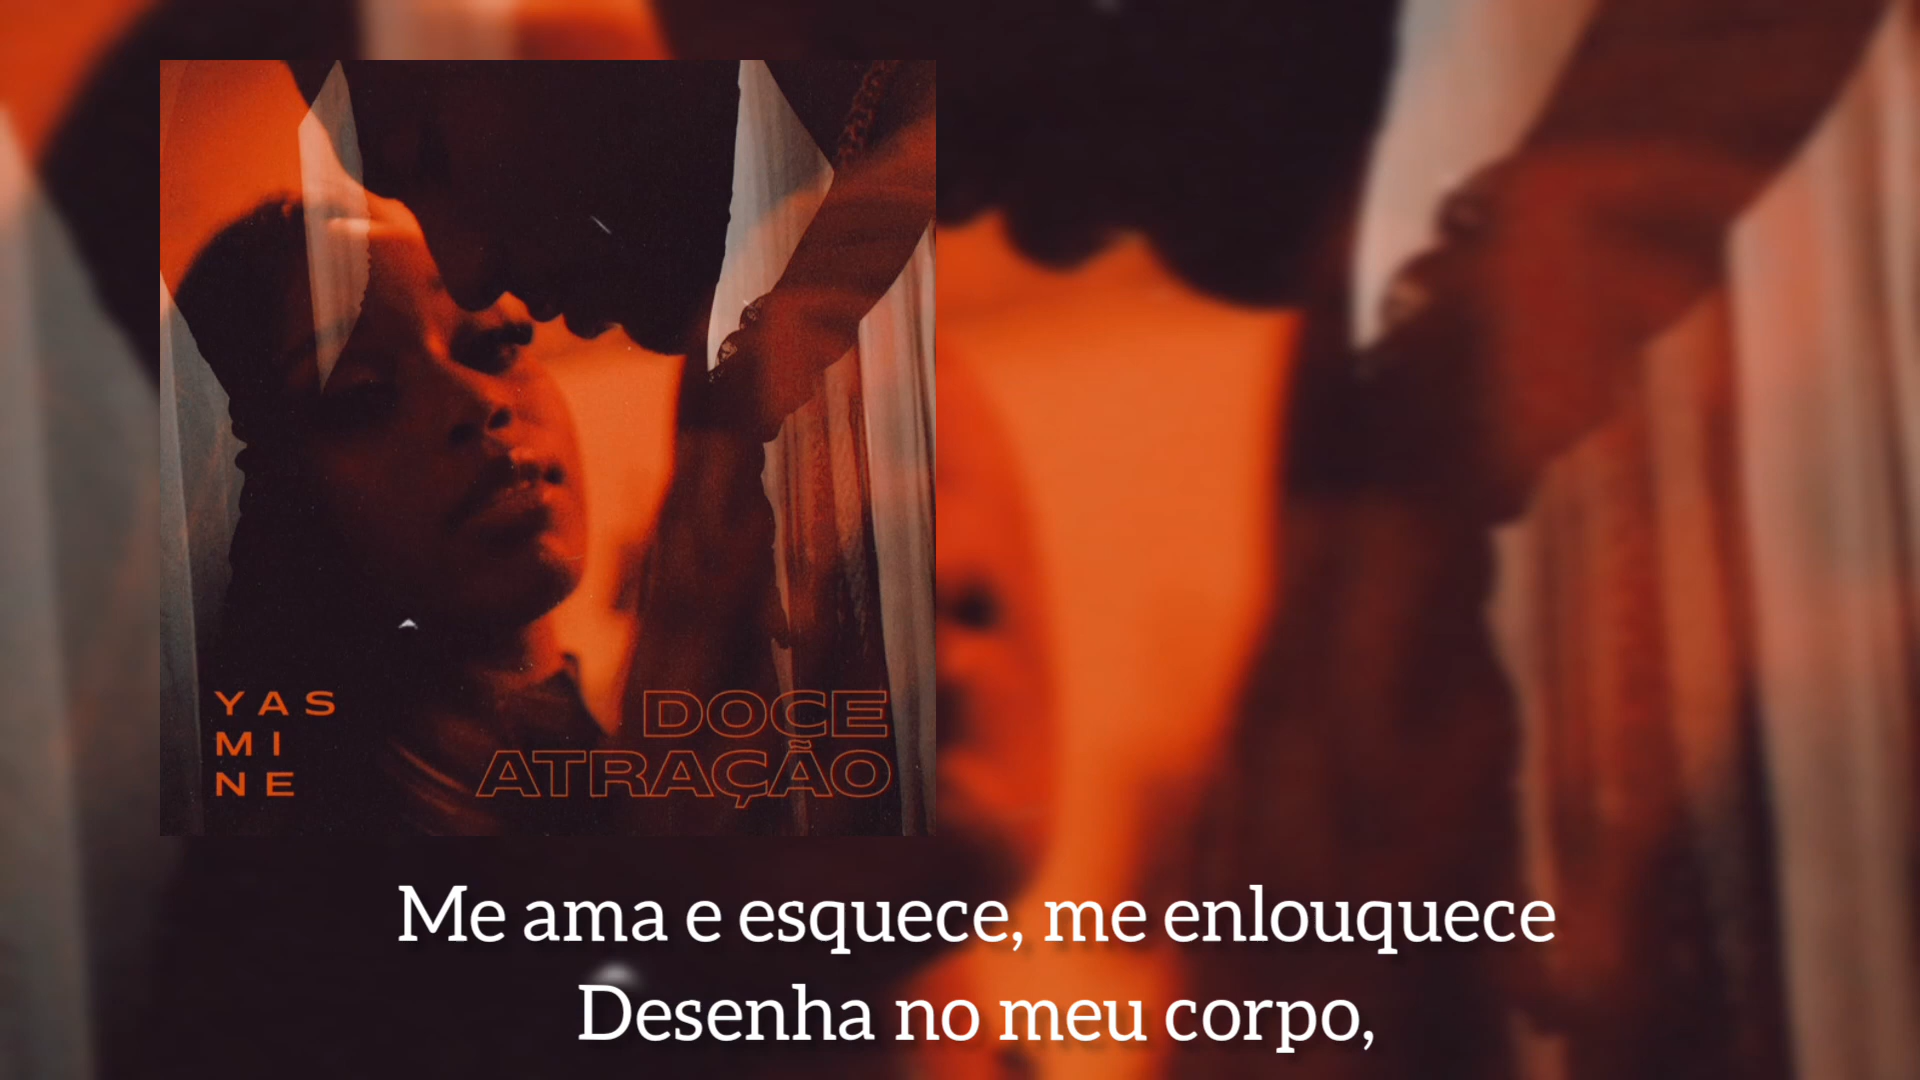 YAS
MI
NE
DOCE
ATRAÇÃO
Me ama e esquece, me enlouquece
Desenha no meu corpo,